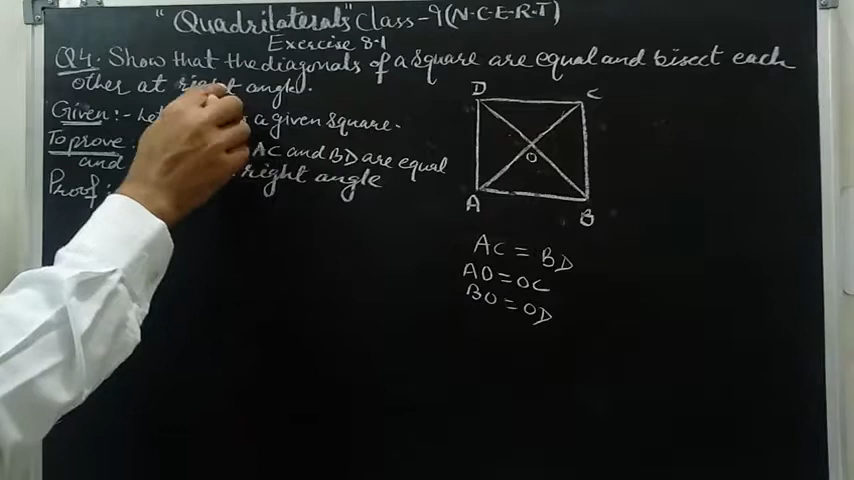 "Quadrilaterals" Class-9 (N-C-E-R-T)
Exercise 8.1
Q4. Show that the diagonals of a square are equal and bisect each
other at right angles.
Given :- Let a given square.
To prove AC and BD are equal
and right angle
Proof :
D C
O
A B
AC = BD
AO = OC
BO = OD